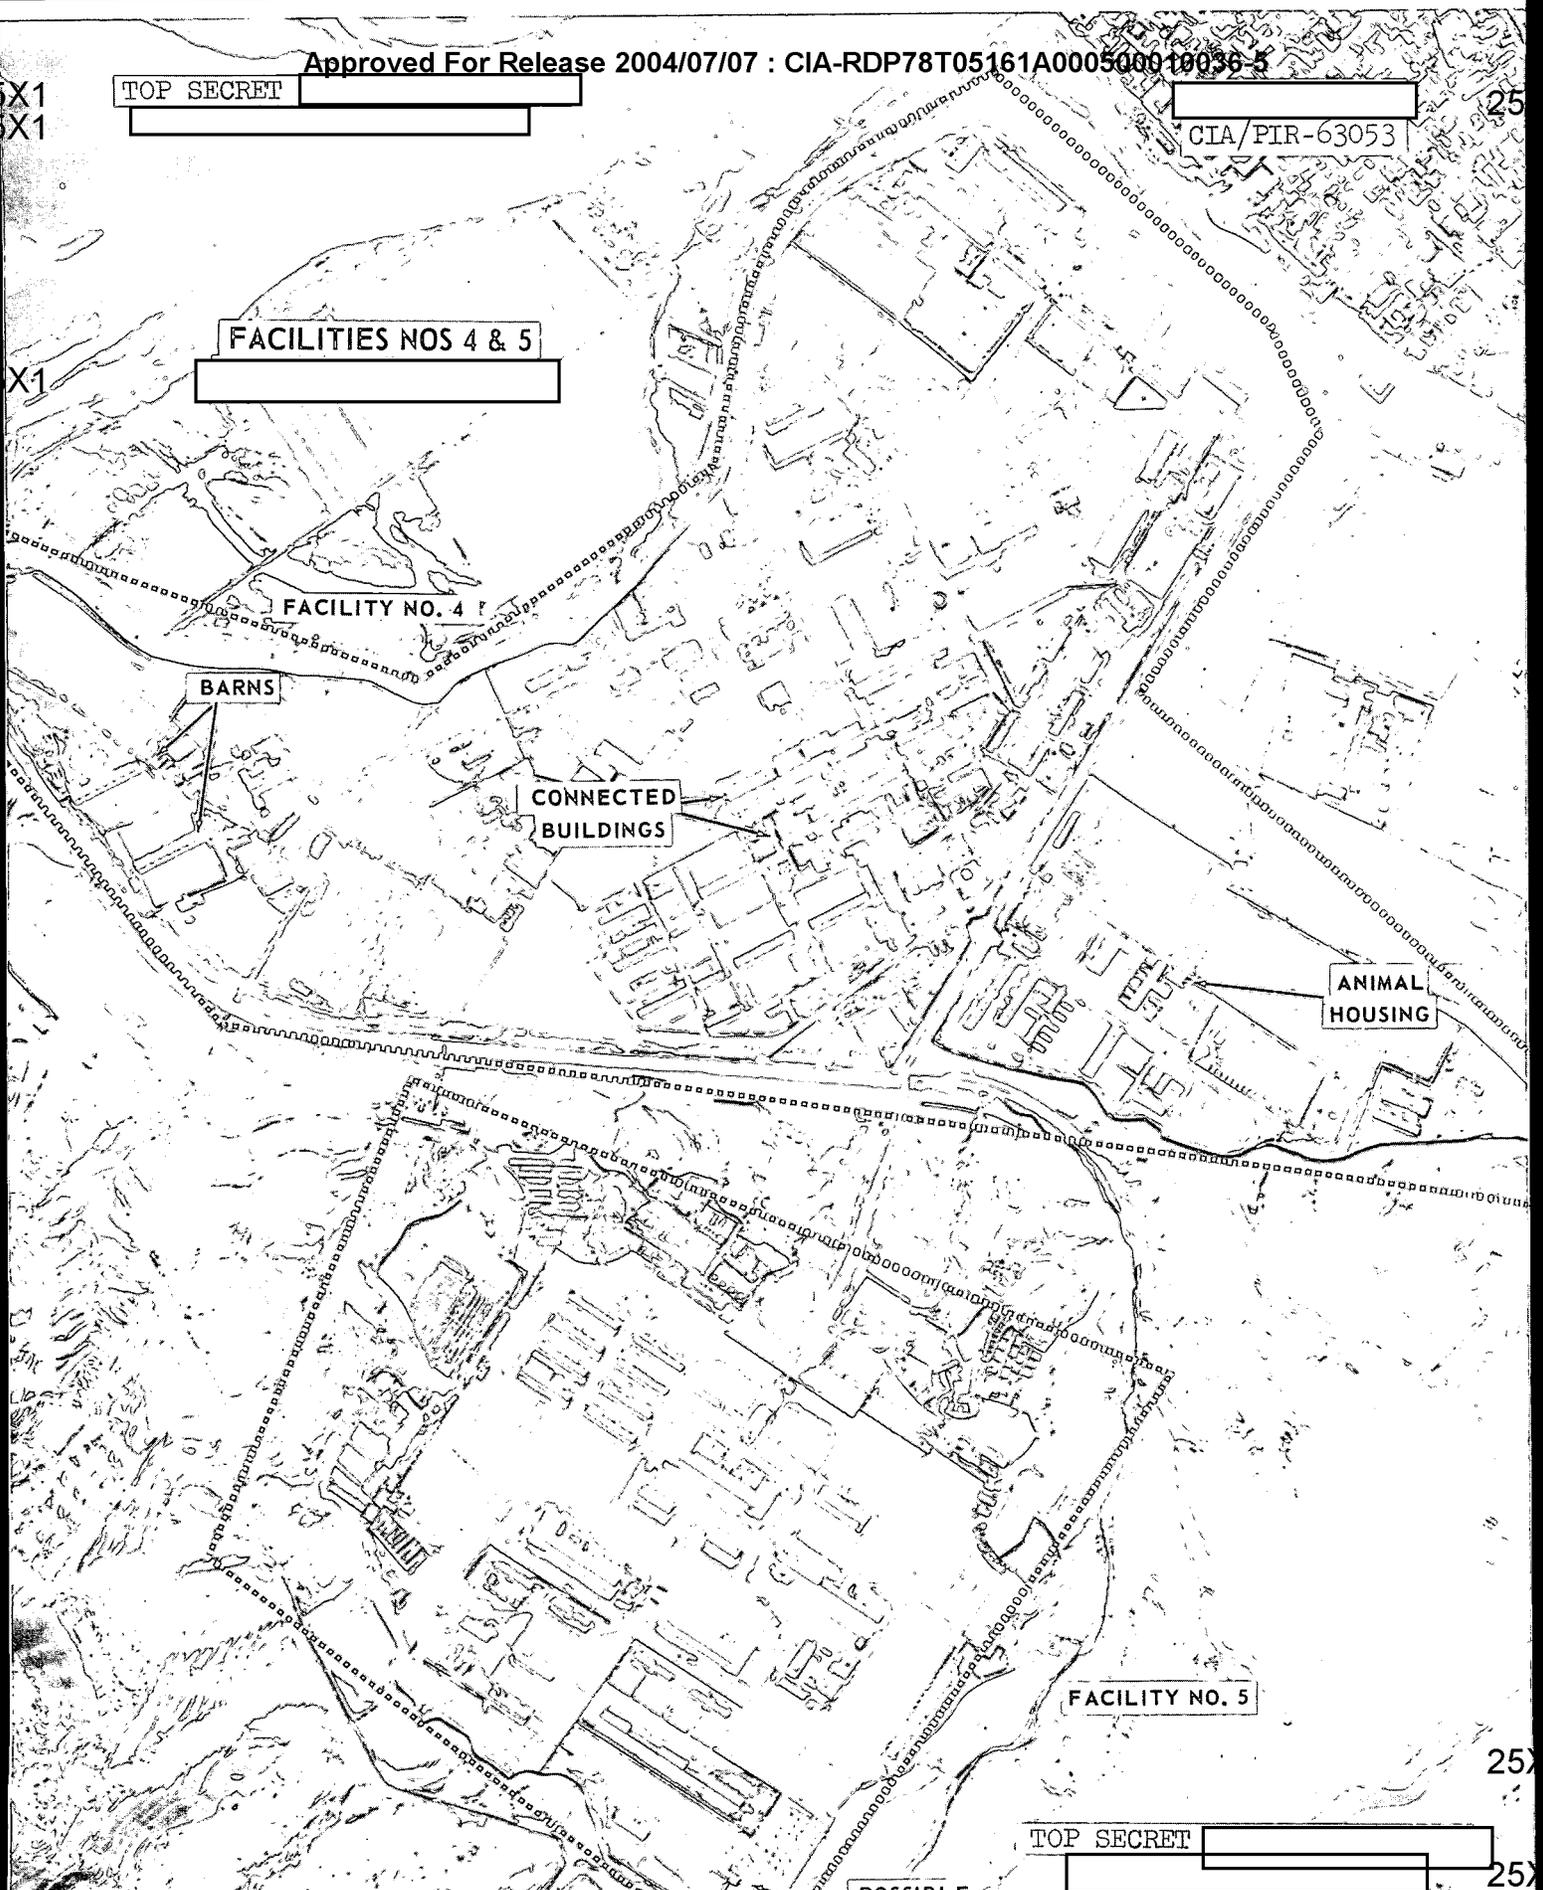 Approved For Release 2004/07/07 : CIA-RDP78T05161A000500010036-5
TOP SECRET
X1
X1
25
CIA/PIR-63053
FACILITIES NOS 4 & 5
X1
FACILITY NO. 4
BARNS
CONNECTED
BUILDINGS
ANIMAL
HOUSING
FACILITY NO. 5
25X
TOP SECRET
25X